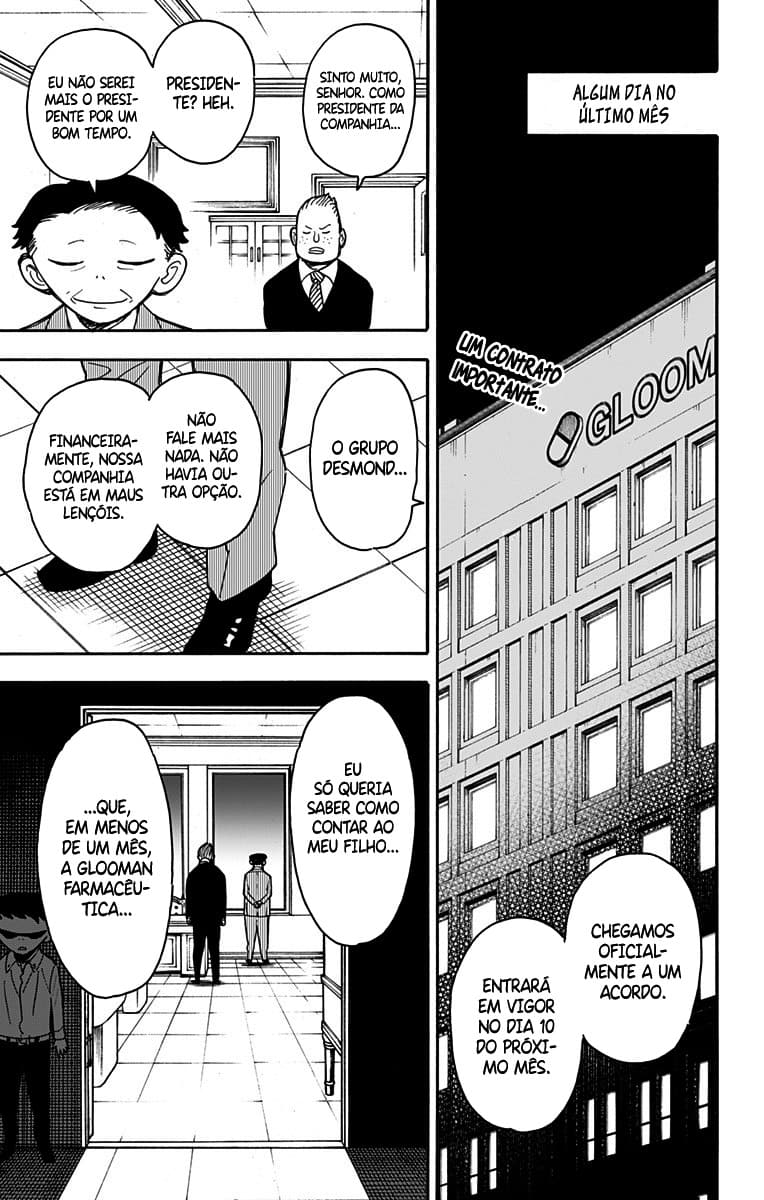 ALGUM DIA NO
ÚLTIMO MÊS
UM CONTRATO
IMPORTANTE...
GLOOM
CHEGAMOS
OFICIAL-
MENTE A UM
ACORDO.
ENTRARÁ
EM VIGOR
NO DIA 10
DO PRÓXI-
MO MÊS.
SINTO MUITO,
SENHOR. COMO
PRESIDENTE DA
COMPANHIA...
PRESIDEN-
TE? HEH.
EU NÃO SEREI
MAIS O PRESI-
DENTE POR UM
BOM TEMPO.
O GRUPO
DESMOND...
NÃO
FALE MAIS
NADA. NÃO
HAVIA OU-
TRA OPÇÃO.
FINANCEIRA-
MENTE, NOSSA
COMPANHIA
ESTÁ EM MAUS
LENÇÓIS.
EU
SÓ QUERIA
SABER COMO
CONTAR AO
MEU FILHO...
...QUE,
EM MENOS
DE UM MÊS,
A GLOOMAN
FARMACÊU-
TICA...